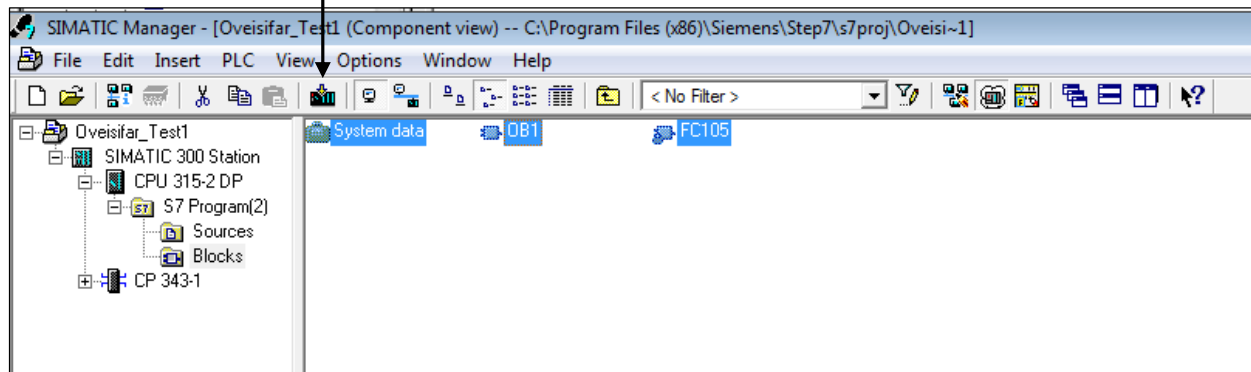 SIMATIC Manager - [Oveisifar_Test1 (Component view) -- C:\Program Files (x86)\Siemens\Step7\s7proj\Oveisi~1]
File Edit Insert PLC View Options Window Help
< No Filter >
Oveisifar_Test1
SIMATIC 300 Station
CPU 315-2 DP
S7 Program(2)
Sources
Blocks
CP 343-1
System data OB1 FC105